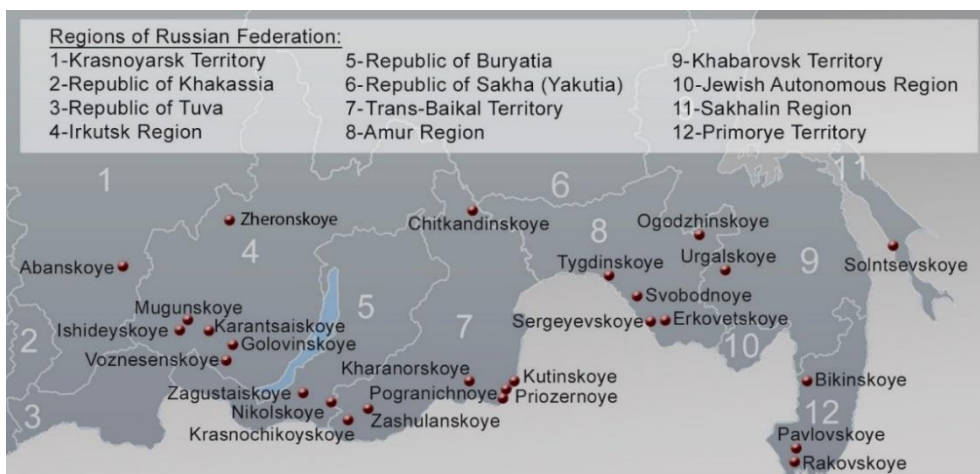 Regions of Russian Federation:
1-Krasnoyarsk Territory
2-Republic of Khakassia
3-Republic of Tuva
4-Irkutsk Region
5-Republic of Buryatia
6-Republic of Sakha (Yakutia)
7-Trans-Baikal Territory
8-Amur Region
9-Khabarovsk Territory
10-Jewish Autonomous Region
11-Sakhalin Region
12-Primorye Territory
6
11
1
6
Zheronskoye
Chitkandinskoye
4
8
Ogodzhinskoye
Abanskoye
Tygdinskoye
Urgalskoye
9
Solntsevskoye
Mugunskoye
5
Svobodnoye
Ishideyskoye
Karantsaiskoye
7
Sergeyevskoye
Erkovetskoye
2
Golovinskoye
10
Voznesenskoye
Kharanorskoye
Kutinskoye
Bikinskoye
Zagustaiskoye
Pogranichnoye
Priozernoye
3
Nikolskoye
Zashulanskoye
12
Krasnochikoyskoye
Pavlovskoye
Rakovskoye